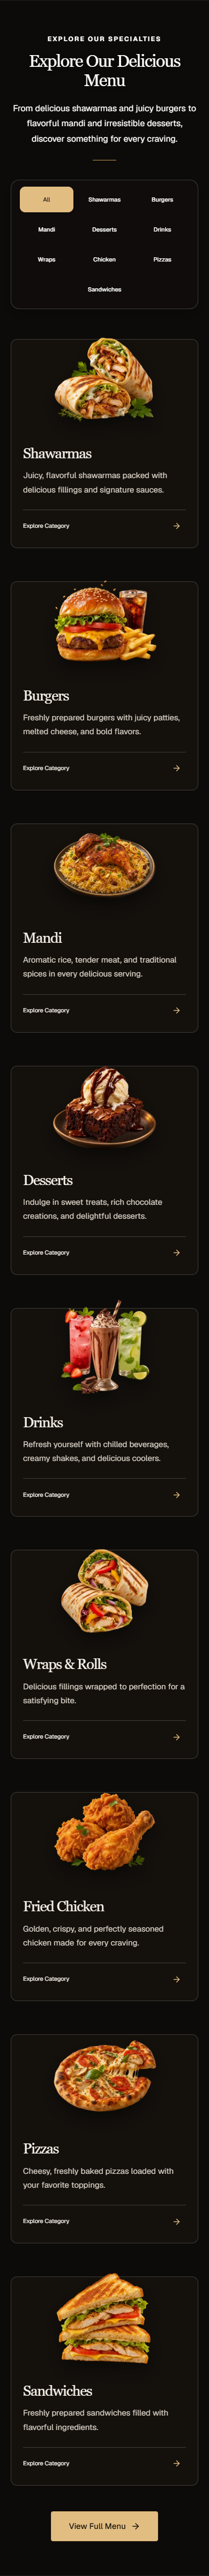 EXPLORE OUR SPECIALTIES
Explore Our Delicious
Menu
From delicious shawarmas and juicy burgers to
flavorful mandi and irresistible desserts,
discover something for every craving.
All
Shawarmas
Burgers
Mandi
Desserts
Drinks
Wraps
Chicken
Pizzas
Sandwiches
Shawarmas
Juicy, flavorful shawarmas packed with
delicious fillings and signature sauces.
Explore Category
Burgers
Freshly prepared burgers with juicy patties,
melted cheese, and bold flavors.
Explore Category
Mandi
Aromatic rice, tender meat, and traditional
spices in every delicious serving.
Explore Category
Desserts
Indulge in sweet treats, rich chocolate
creations, and delightful desserts.
Explore Category
Drinks
Refresh yourself with chilled beverages,
creamy shakes, and delicious coolers.
Explore Category
Wraps & Rolls
Delicious fillings wrapped to perfection for a
satisfying bite.
Explore Category
Fried Chicken
Golden, crispy, and perfectly seasoned
chicken made for every craving.
Explore Category
Pizzas
Cheesy, freshly baked pizzas loaded with
your favorite toppings.
Explore Category
Sandwiches
Freshly prepared sandwiches filled with
flavorful ingredients.
Explore Category
View Full Menu